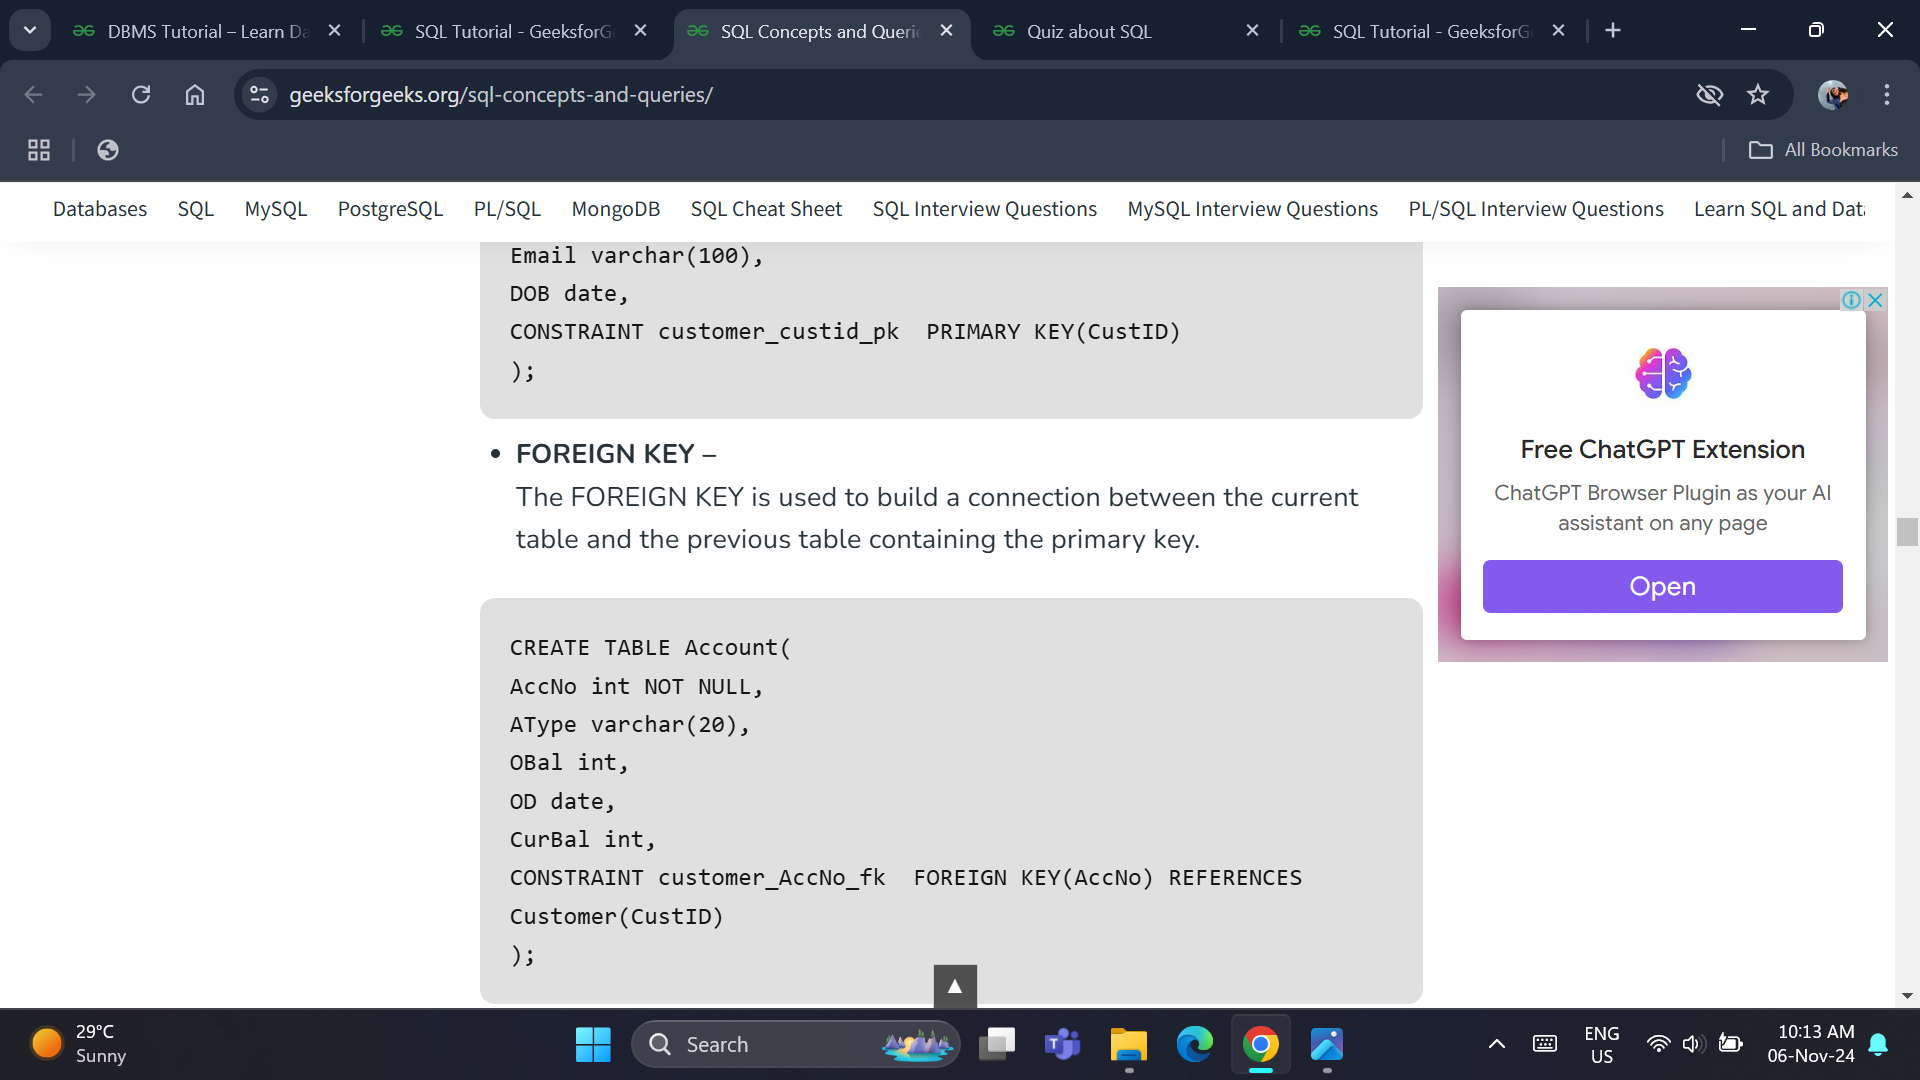 DBMS Tutorial – Learn Da
SQL Tutorial - GeeksforG
SQL Concepts and Querie
Quiz about SQL
SQL Tutorial - GeeksforG
geeksforgeeks.org/sql-concepts-and-queries/
All Bookmarks
Databases SQL MySQL PostgreSQL PL/SQL MongoDB SQL Cheat Sheet SQL Interview Questions MySQL Interview Questions PL/SQL Interview Questions Learn SQL and Dat
Email varchar(100),
DOB date,
CONSTRAINT customer_custid_pk  PRIMARY KEY(CustID)
);
• FOREIGN KEY –
The FOREIGN KEY is used to build a connection between the current
table and the previous table containing the primary key.
CREATE TABLE Account(
AccNo int NOT NULL,
AType varchar(20),
OBal int,
OD date,
CurBal int,
CONSTRAINT customer_AccNo_fk  FOREIGN KEY(AccNo) REFERENCES
Customer(CustID)
);
Free ChatGPT Extension
ChatGPT Browser Plugin as your AI
assistant on any page
Open
29°C
Sunny
Search
ENG
US
10:13 AM
06-Nov-24